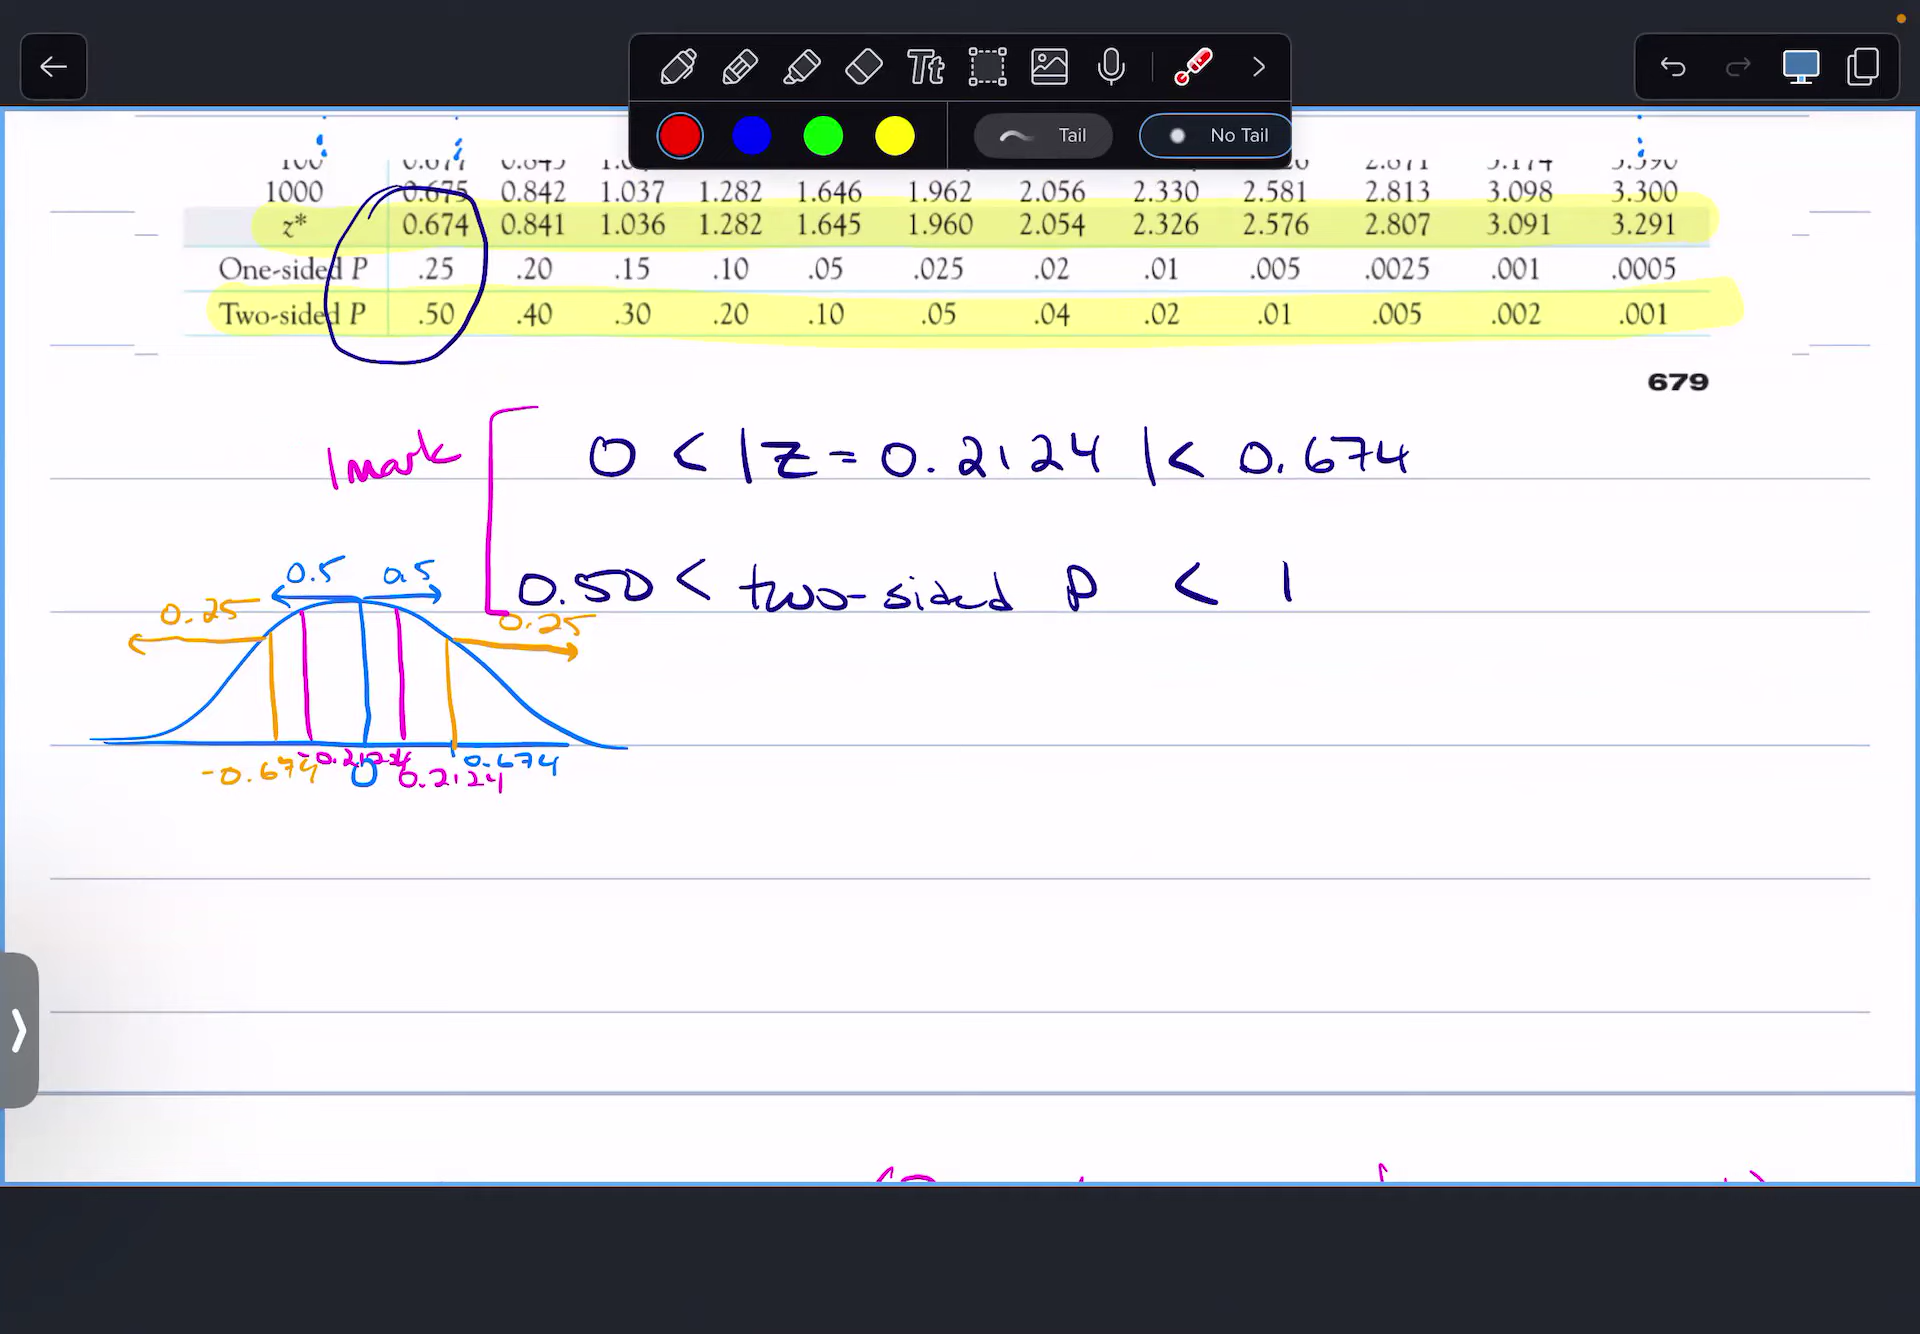 Tt
Tail No Tail
1000 0.675 0.842 1.037 1.282 1.646 1.962 2.056 2.330 2.581 2.813 3.098 3.300
z* 0.674 0.841 1.036 1.282 1.645 1.960 2.054 2.326 2.576 2.807 3.091 3.291
One-sided P .25 .20 .15 .10 .05 .025 .02 .01 .005 .0025 .001 .0005
Two-sided P .50 .40 .30 .20 .10 .05 .04 .02 .01 .005 .002 .001
679
1 mark
0 < |z = 0.2124| < 0.674
0.50 < two-sided P < 1
0.5 0.5
0.25 0.25
-0.674 -0.2124 0 0.2124 0.674